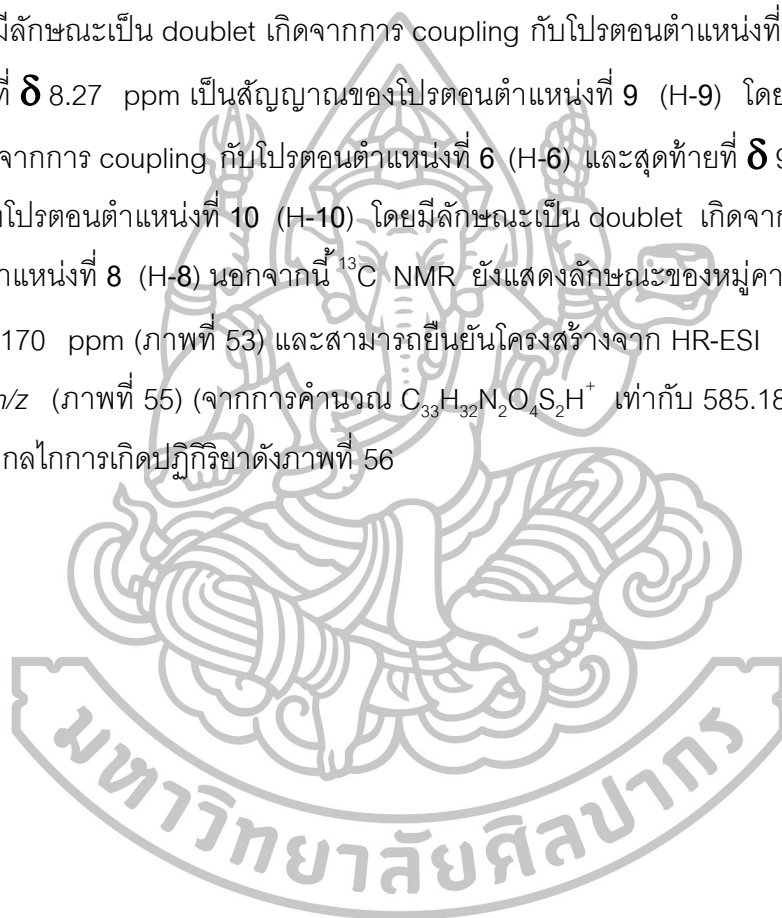 มีลักษณะเป็น doublet เกิดจากการ coupling กับโปรตอนตำแหน่งที่
ที่ δ 8.27 ppm เป็นสัญญาณของโปรตอนตำแหน่งที่ 9 (H-9) โดย
จากการ coupling กับโปรตอนตำแหน่งที่ 6 (H-6) และสุดท้ายที่ δ 9
โปรตอนตำแหน่งที่ 10 (H-10) โดยมีลักษณะเป็น doublet เกิดจาก
ำแหน่งที่ 8 (H-8) นอกจากนี้ ¹³C NMR ยังแสดงลักษณะของหมู่คา
170 ppm (ภาพที่ 53) และสามารถยืนยันโครงสร้างจาก HR-ESI
m/z (ภาพที่ 55) (จากการคำนวณ C₃₃H₃₂N₂O₄S₂H⁺ เท่ากับ 585.18
กลไกการเกิดปฏิกิริยาดังภาพที่ 56
มหาวิทยาลัยศิลปากร